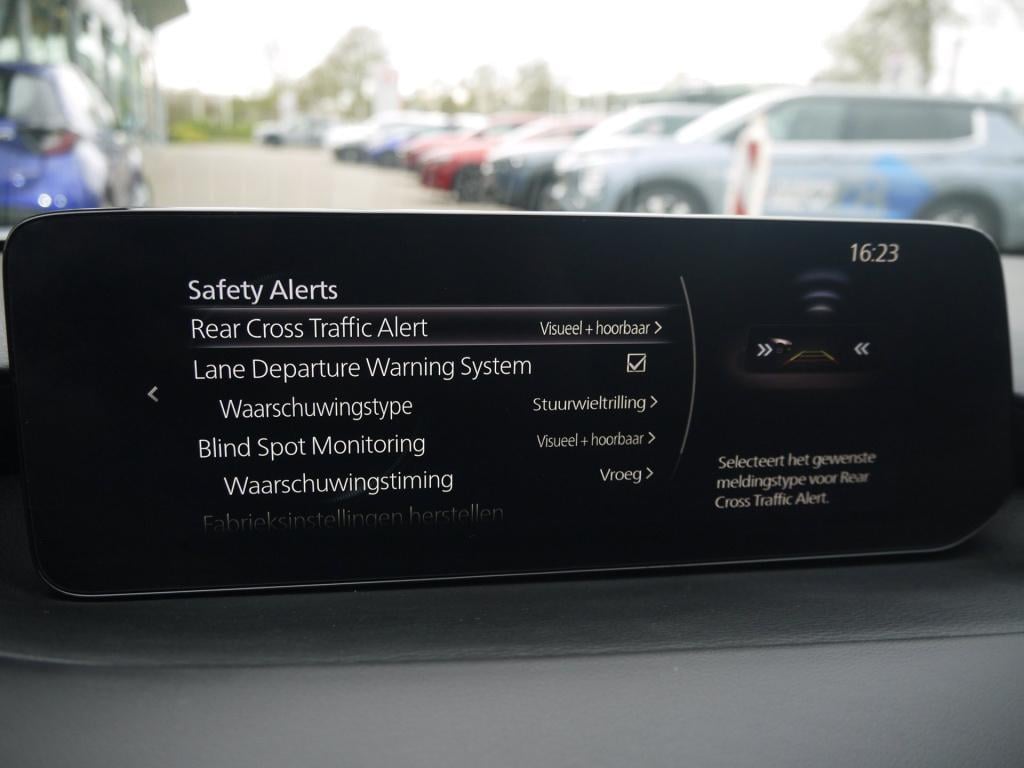 16:23
Safety Alerts
Rear Cross Traffic Alert Visueel + hoorbaar >
Lane Departure Warning System
Waarschuwingstype Stuurwieltrilling >
Blind Spot Monitoring Visueel + hoorbaar >
Waarschuwingstiming Vroeg >
Fabrieksinstellingen herstellen
Selecteert het gewenste
meldingstype voor Rear
Cross Traffic Alert.